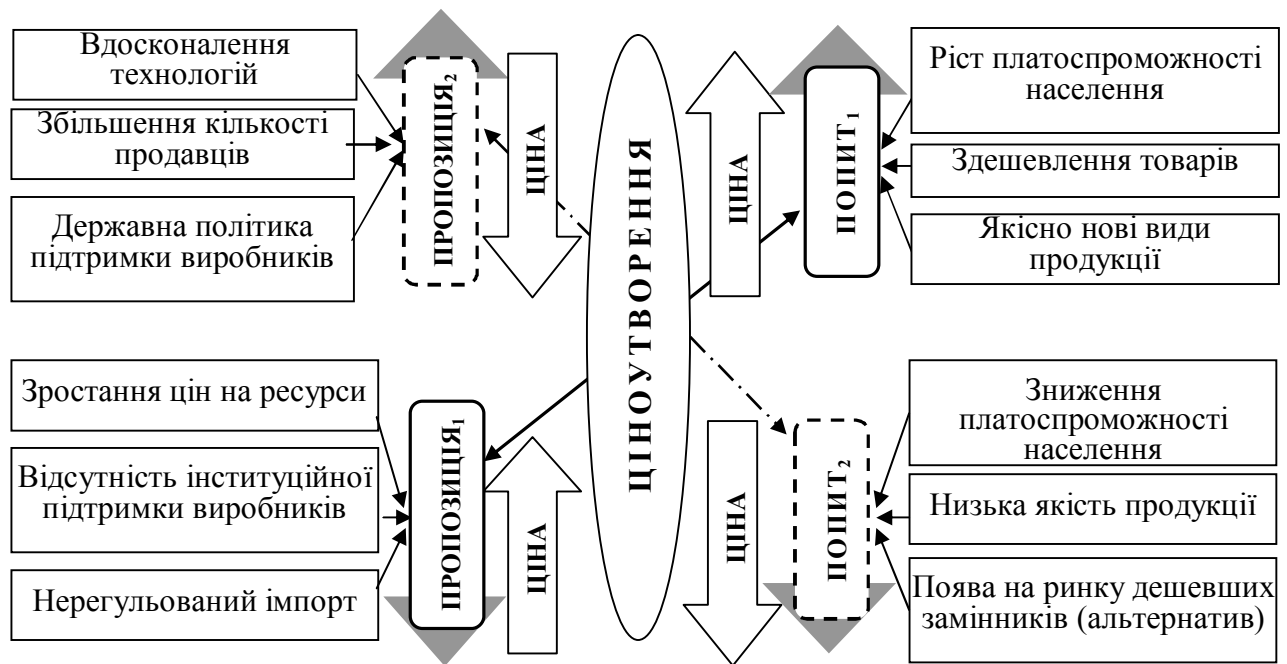 Вдосконалення
технологій
Збільшення кількості
продавців
Державна політика
підтримки виробників
ПРОПОЗИЦІЯ2
ЦІНА
Зростання цін на ресурси
Відсутність інституційної
підтримки виробників
Нерегульований імпорт
ПРОПОЗИЦІЯ1
ЦІНА
ЦІНОУТВОРЕННЯ
ЦІНА
ПОПИТ1
Ріст платоспроможності
населення
Здешевлення товарів
Якісно нові види
продукції
ЦІНА
ПОПИТ2
Зниження
платоспроможності
населення
Низька якість продукції
Поява на ринку дешевших
замінників (альтернатив)